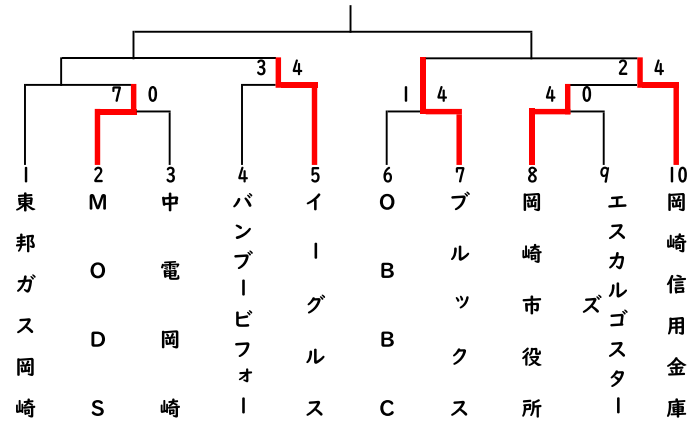 3 4 2 4
7 0 1 4 4 0
1 2 3 4 5 6 7 8 9 10
東邦ガス岡崎
MODS
中電岡崎
バンブービフォー
イーグルス
OBBC
ブルックス
岡崎市役所
エスカルゴスターズ
岡崎信用金庫